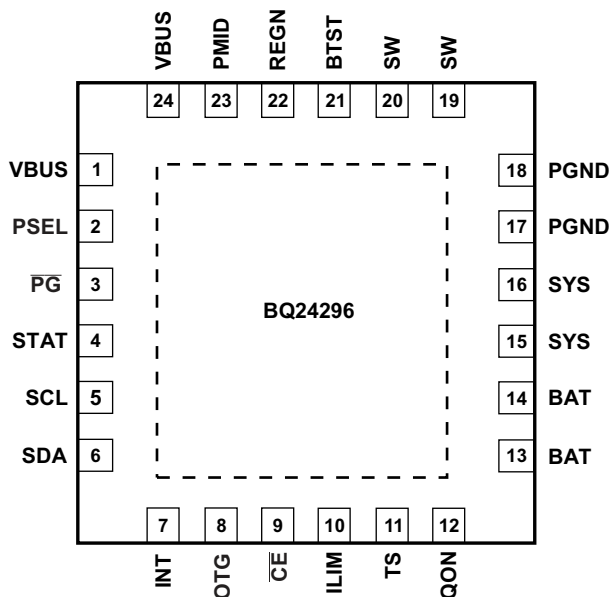 VBUS
PMID
REGN
BTST
SW
SW
24 23 22 21 20 19
VBUS 1
PSEL 2
P̅G̅ 3
STAT 4
SCL 5
SDA 6
BQ24296
18 PGND
17 PGND
16 SYS
15 SYS
14 BAT
13 BAT
7 8 9 10 11 12
INT
OTG
C̅E̅
ILIM
TS
QON